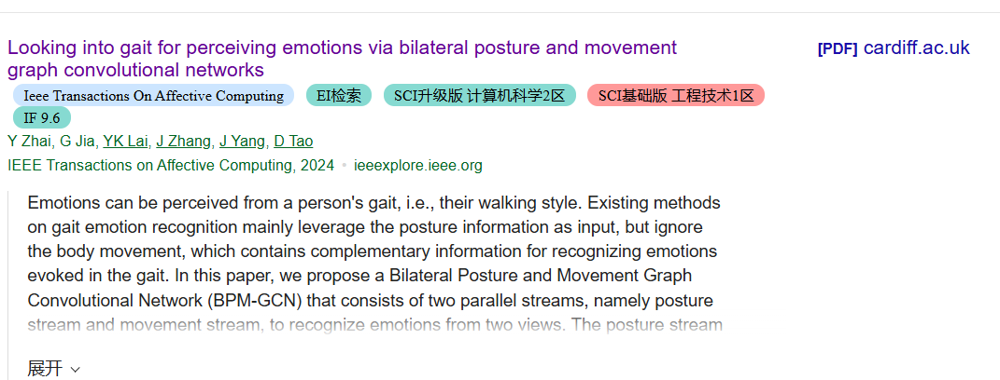 Looking into gait for perceiving emotions via bilateral posture and movement [PDF] cardiff.ac.uk
graph convolutional networks
Ieee Transactions On Affective Computing EI检索 SCI升级版 计算机科学2区 SCI基础版 工程技术1区
IF 9.6
Y Zhai, G Jia, YK Lai, J Zhang, J Yang, D Tao
IEEE Transactions on Affective Computing, 2024 • ieeexplore.ieee.org
Emotions can be perceived from a person's gait, i.e., their walking style. Existing methods
on gait emotion recognition mainly leverage the posture information as input, but ignore
the body movement, which contains complementary information for recognizing emotions
evoked in the gait. In this paper, we propose a Bilateral Posture and Movement Graph
Convolutional Network (BPM-GCN) that consists of two parallel streams, namely posture
stream and movement stream, to recognize emotions from two views. The posture stream
展开